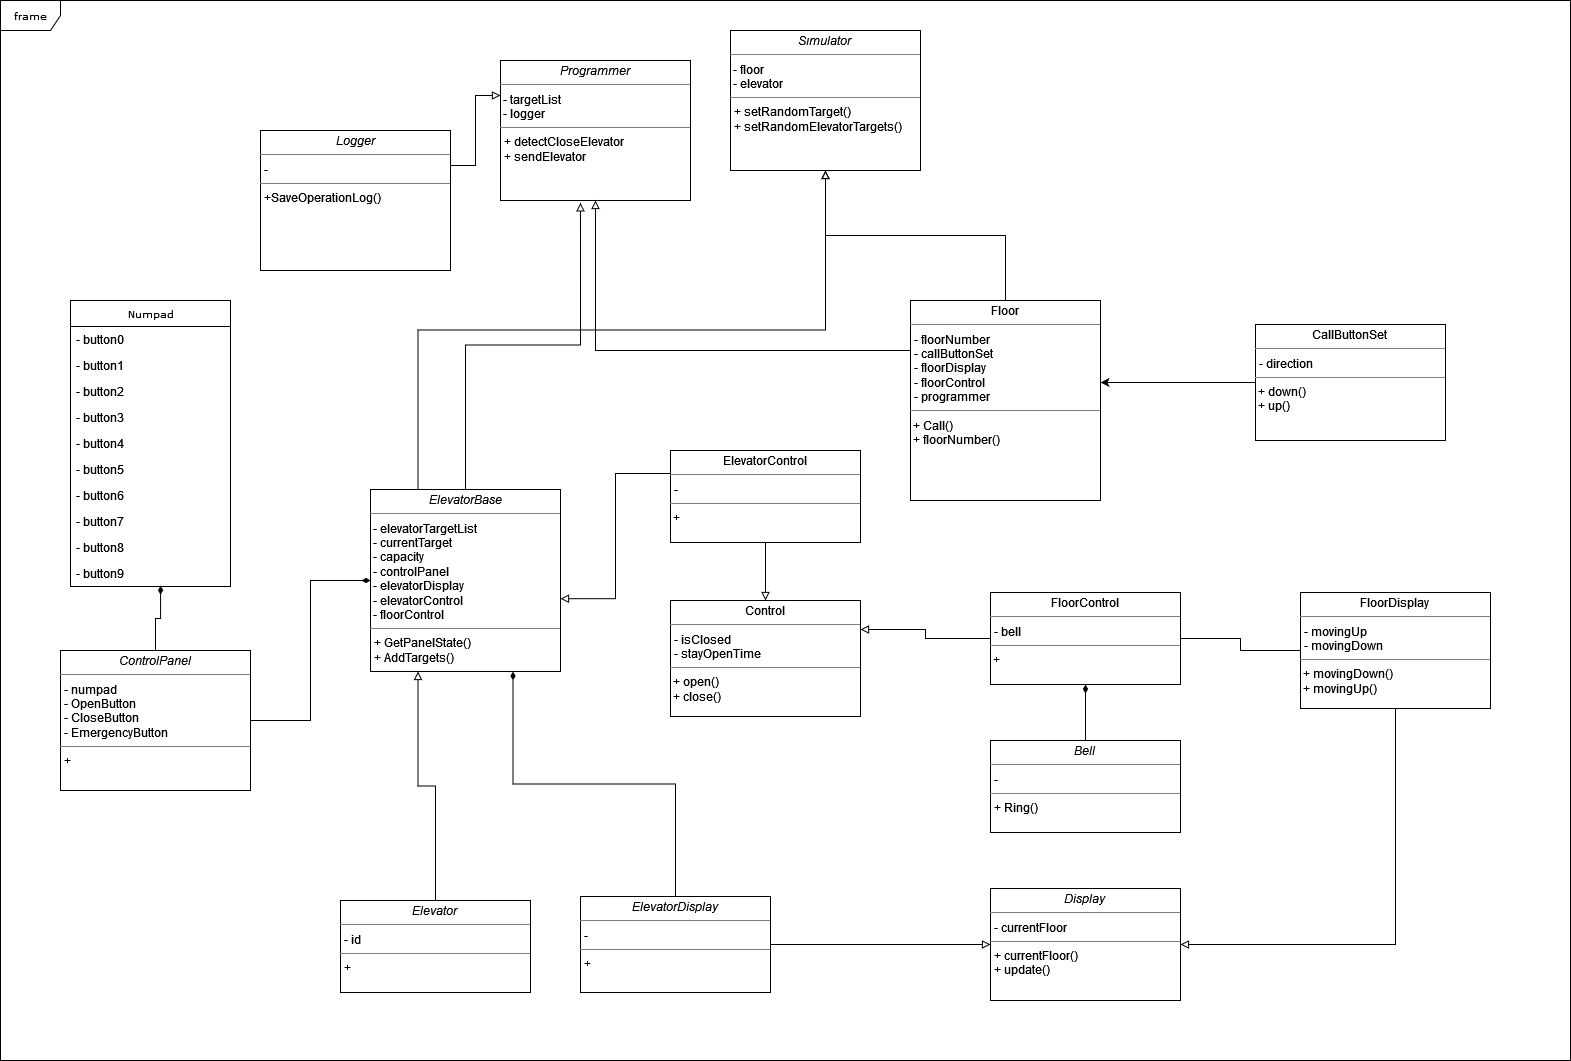 frame
Simulator
- floor
- elevator
+ setRandomTarget()
+ setRandomElevatorTargets()
Programmer
- targetList
- logger
+ detectCloseElevator
+ sendElevator
Logger
-
+SaveOperationLog()
Numpad
- button0
- button1
- button2
- button3
- button4
- button5
- button6
- button7
- button8
- button9
Floor
- floorNumber
- callButtonSet
- floorDisplay
- floorControl
- programmer
+ Call()
+ floorNumber()
CallButtonSet
- direction
+ down()
+ up()
ElevatorControl
-
+
ElevatorBase
- elevatorTargetList
- currentTarget
- capacity
- controlPanel
- elevatorDisplay
- elevatorControl
- floorControl
+ GetPanelState()
+ AddTargets()
Control
- isClosed
- stayOpenTime
+ open()
+ close()
FloorControl
- bell
+
FloorDisplay
- movingUp
- movingDown
+ movingDown()
+ movingUp()
ControlPanel
- numpad
- OpenButton
- CloseButton
- EmergencyButton
+
Bell
-
+ Ring()
Elevator
- id
+
ElevatorDisplay
-
+
Display
- currentFloor
+ currentFloor()
+ update()